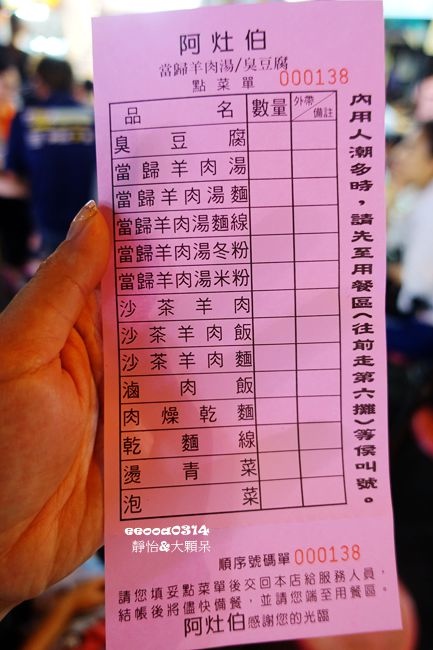 阿灶伯
當歸羊肉湯/臭豆腐
點菜單 000138
品名 數量 外帶 備註
臭豆腐
當歸羊肉湯
當歸羊肉湯麵
當歸羊肉湯麵線
當歸羊肉湯冬粉
當歸羊肉湯米粉
沙茶羊肉
沙茶羊肉飯
沙茶羊肉麵
滷肉飯
肉燥乾麵
乾麵線
燙青菜
泡菜
內用人潮多時，請先至用餐區(往前走第六攤)等候叫號。
ecood0314
靜怡&大顆呆
順序號碼單 000138
請您填妥點菜單後交回本店給服務人員，
結帳後將儘快備餐，並請您端至用餐區。
阿灶伯感謝您的光臨